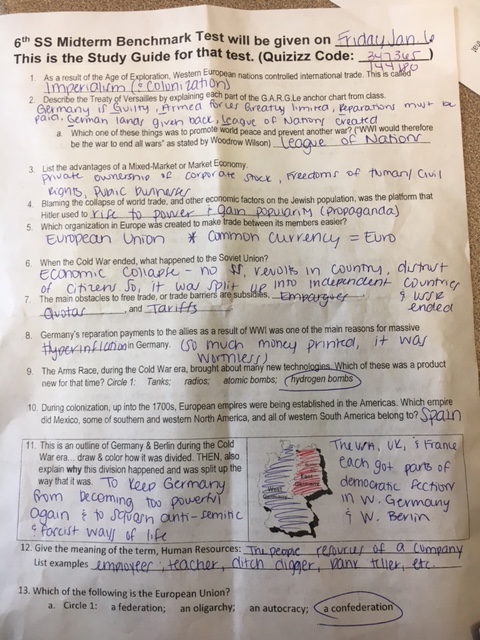 6th SS Midterm Benchmark Test will be given on Friday Jan 6
This is the Study Guide for that test. (Quizizz Code: 347365 )
144180
1. As a result of the Age of Exploration, Western European nations controlled international trade. This is called
Imperialism (+ Colonization)
2. Describe the Treaty of Versailles by explaining each part of the G.A.R.G.Le anchor chart from class.
Germany is Guilty, Armed forces Greatly limited, Reparations must be
paid, German lands given back, League of Nations created
a. Which one of these things was to promote world peace and prevent another war? ("WWI would therefore
be the war to end all wars" as stated by Woodrow Wilson) League of Nations
3. List the advantages of a Mixed-Market or Market Economy.
Private ownership of corporate stock, Freedoms of Human/Civil
Rights, Public businesses
4. Blaming the collapse of world trade, and other economic factors on the Jewish population, was the platform that
Hitler used to rise to power + gain popularity (propaganda)
5. Which organization in Europe was created to make trade between its members easier?
European Union * Common currency = Euro
6. When the Cold War ended, what happened to the Soviet Union?
Economic collapse - no $$, revolts in country, distrust
of citizens so, it was split up into independent countries
& USSR ended
7. The main obstacles to free trade, or trade barriers are subsidies, Embargoes,
Quotas, and Tariffs
8. Germany's reparation payments to the allies as a result of WWI was one of the main reasons for massive
Hyperinflation in Germany. (so much money printed, it was
worthless)
9. The Arms Race, during the Cold War era, brought about many new technologies. Which of these was a product
new for that time? Circle 1: Tanks; radios; atomic bombs; hydrogen bombs
10. During colonization, up into the 1700s, European empires were being established in the Americas. Which empire
did Mexico, some of southern and western North America, and all of western South America belong to? Spain
11. This is an outline of Germany & Berlin during the Cold
War era... draw & color how it was divided. THEN, also
explain why this division happened and was split up the
way that it was. To keep Germany
from becoming too powerful
again & to squash anti-semitic
& fascist ways of life
West Germany
East Germany
The USA, UK, & France
each got parts of
democratic section
in W. Germany
& W. Berlin
12. Give the meaning of the term, Human Resources: The people resources of a company
List examples employees, teacher, ditch digger, bank teller, etc.
13. Which of the following is the European Union?
a. Circle 1: a federation; an oligarchy; an autocracy; a confederation